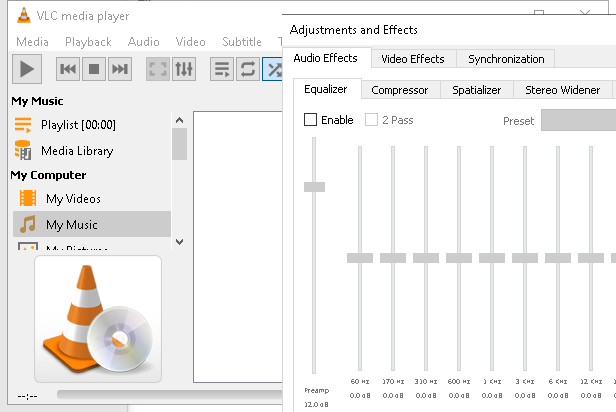 VLC media player
Media Playback Audio Video Subtitle
My Music
Playlist [00:00]
Media Library
My Computer
My Videos
My Music
My Pictures
--:--
Adjustments and Effects
Audio Effects Video Effects Synchronization
Equalizer Compressor Spatializer Stereo Widener
Enable 2 Pass Preset
60 Hz 170 Hz 310 Hz 600 Hz 1 KHz 3 KHz 6 KHz 12 KHz
Preamp 0.0 dB 0.0 dB 0.0 dB 0.0 dB 0.0 dB 0.0 dB 0.0 dB 0.0 dB
12.0 dB